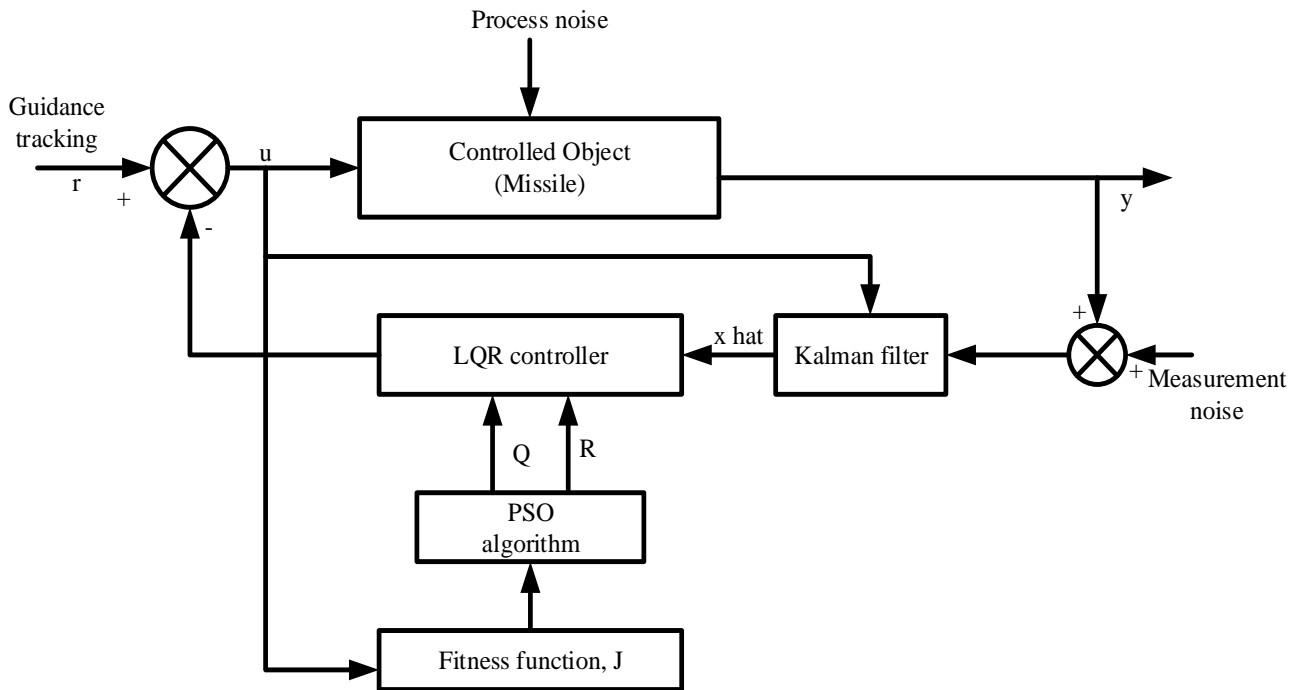 Process noise
Guidance
tracking
r
+
-
u
Controlled Object
(Missile)
y
+
+
Measurement
noise
Kalman filter
x hat
LQR controller
Q
R
PSO
algorithm
Fitness function, J